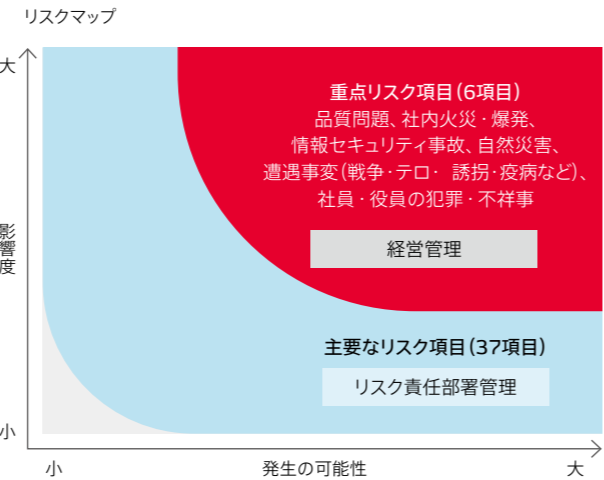 リスクマップ
大
重点リスク項目（6項目）
品質問題、社内火災・爆発、
情報セキュリティ事故、自然災害、
遭遇事変（戦争・テロ・ 誘拐・疫病など）、
社員・役員の犯罪・不祥事
経営管理
影響度
主要なリスク項目（37項目）
リスク責任部署管理
小
小
発生の可能性
大